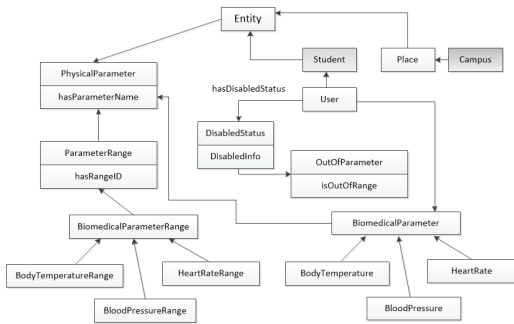 Entity
Student
Place
Campus
PhysicalParameter
hasParameterName
hasDisabledStatus
User
DisabledStatus
DisabledInfo
ParameterRange
hasRangeID
OutOfParameter
isOutOfRange
BiomedicalParameterRange
BiomedicalParameter
BodyTemperatureRange
HeartRateRange
BodyTemperature
HeartRate
BloodPressureRange
BloodPressure